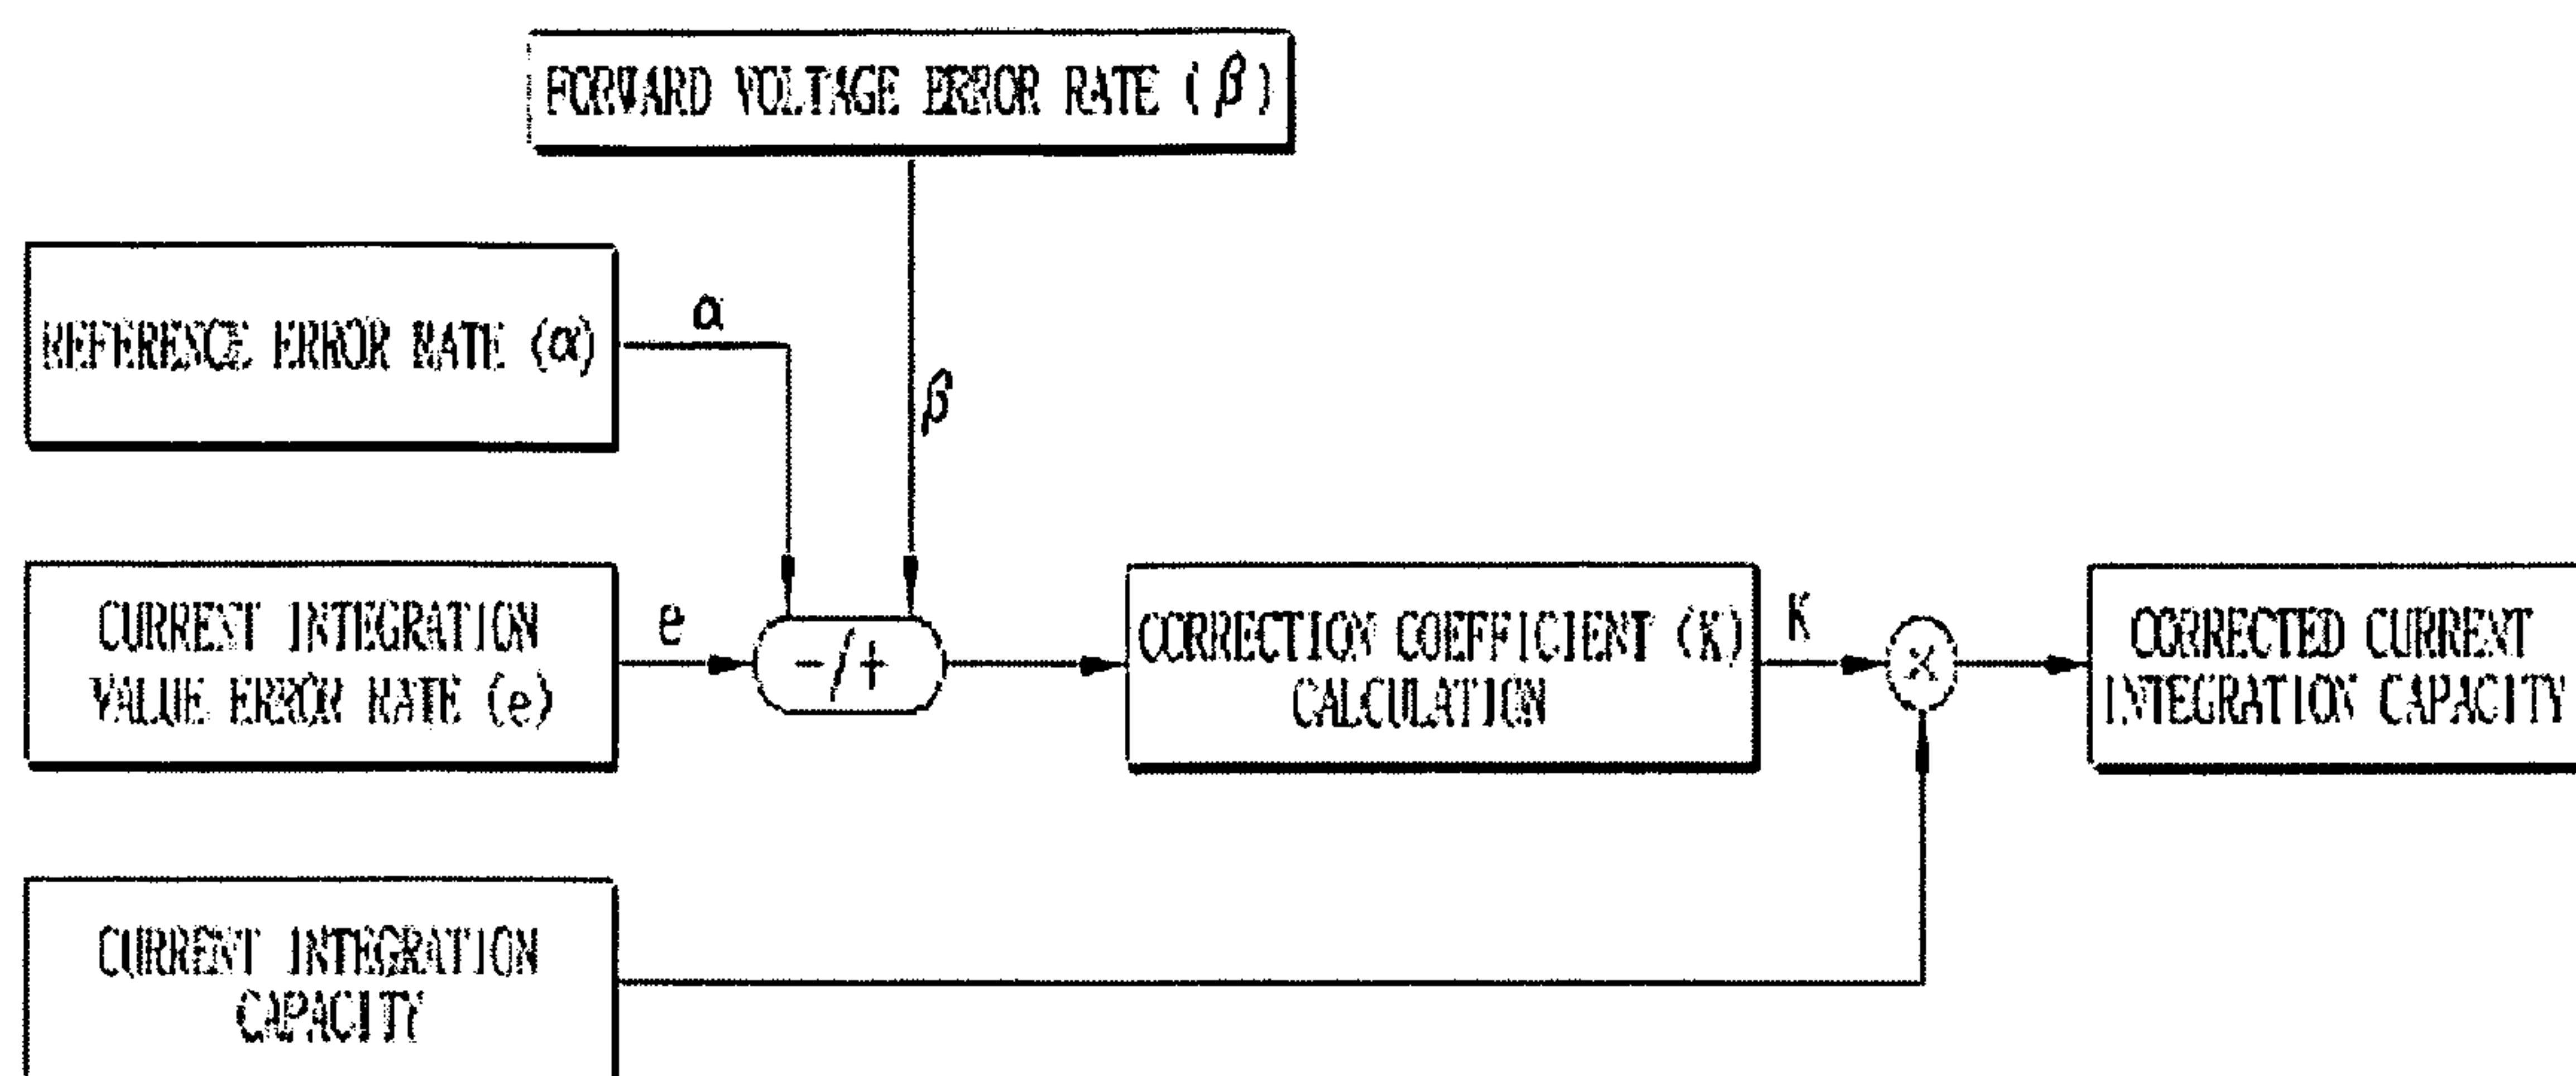 FORWARD VOLTAGE ERROR RATE (β)
REFERENCE ERROR RATE (α)
α
β
CURRENT INTEGRATION
VALUE ERROR RATE (e)
e
-/+
CORRECTION COEFFICIENT (K)
CALCULATION
K
×
CORRECTED CURRENT
INTEGRATION CAPACITY
CURRENT INTEGRATION
CAPACITY